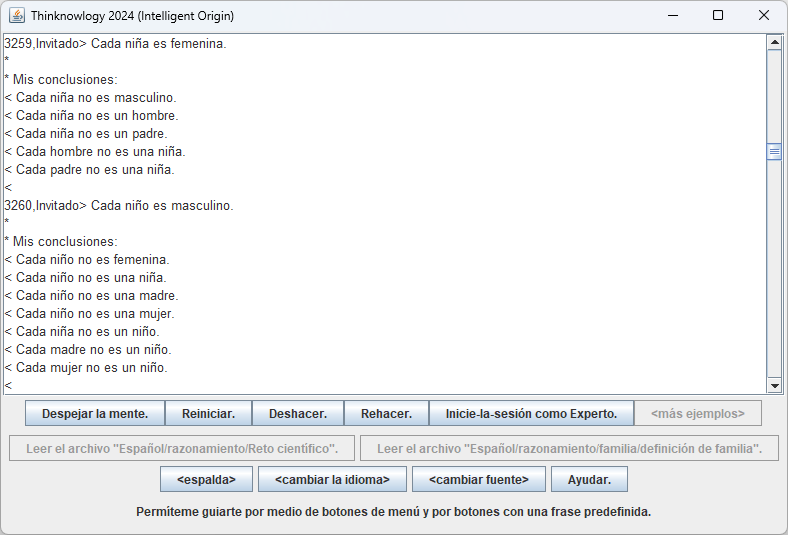 Thinknowlogy 2024 (Intelligent Origin)
3259,Invitado> Cada niña es femenina.
*
* Mis conclusiones:
< Cada niña no es masculino.
< Cada niña no es un hombre.
< Cada niña no es un padre.
< Cada hombre no es una niña.
< Cada padre no es una niña.
<
3260,Invitado> Cada niño es masculino.
*
* Mis conclusiones:
< Cada niño no es femenina.
< Cada niño no es una niña.
< Cada niño no es una madre.
< Cada niño no es una mujer.
< Cada niña no es un niño.
< Cada madre no es un niño.
< Cada mujer no es un niño.
<
Despejar la mente. Reiniciar. Deshacer. Rehacer. Inicie-la-sesión como Experto. <más ejemplos>
Leer el archivo "Español/razonamiento/Reto científico". Leer el archivo "Español/razonamiento/familia/definición de familia".
<espalda> <cambiar la idioma> <cambiar fuente> Ayudar.
Permíteme guiarte por medio de botones de menú y por botones con una frase predefinida.